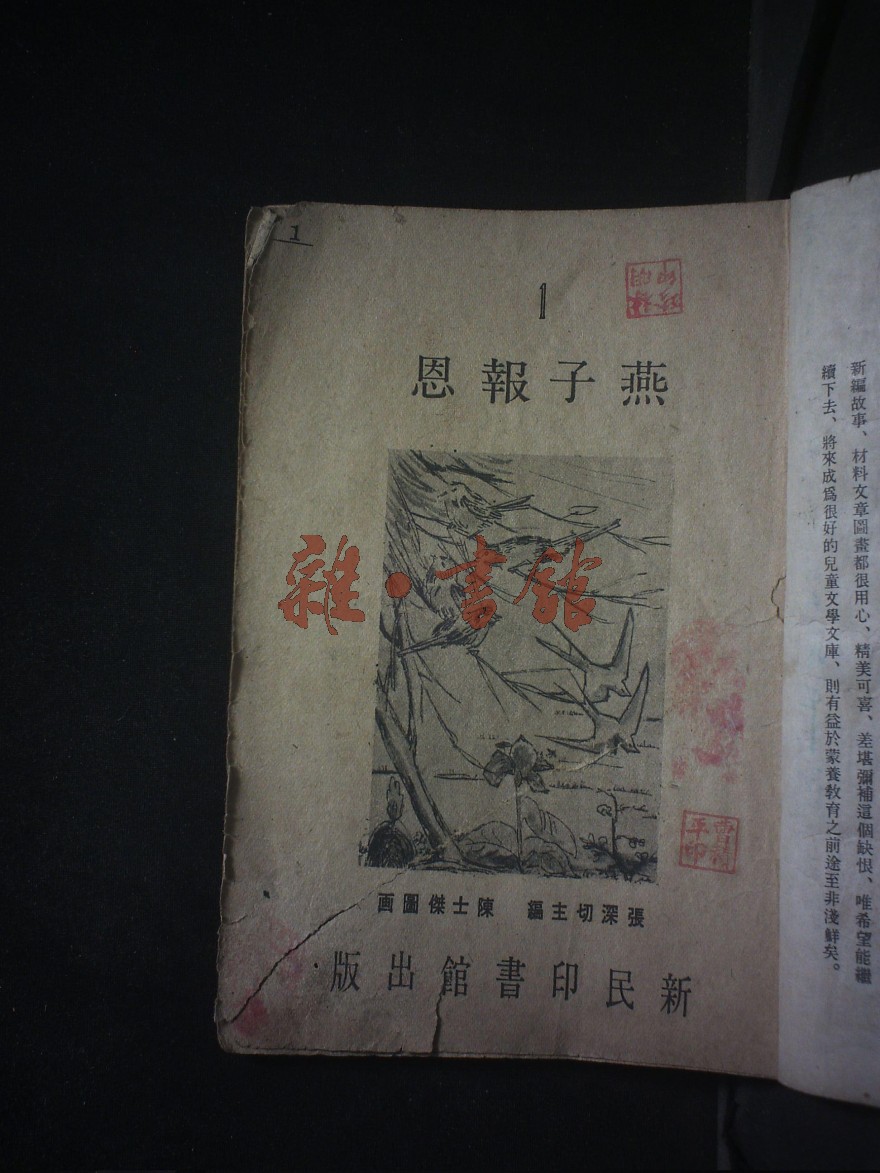 1
1
燕子報恩
張深切主編 陳士傑圖画
新民印書館出版
雜·書館
新編故事、材料文章圖畫都很用心、精美可喜、差堪彌補這個缺恨、唯希望能繼
續下去、將來成爲很好的兒童文學文庫、則有益於蒙養教育之前途至非淺鮮矣。